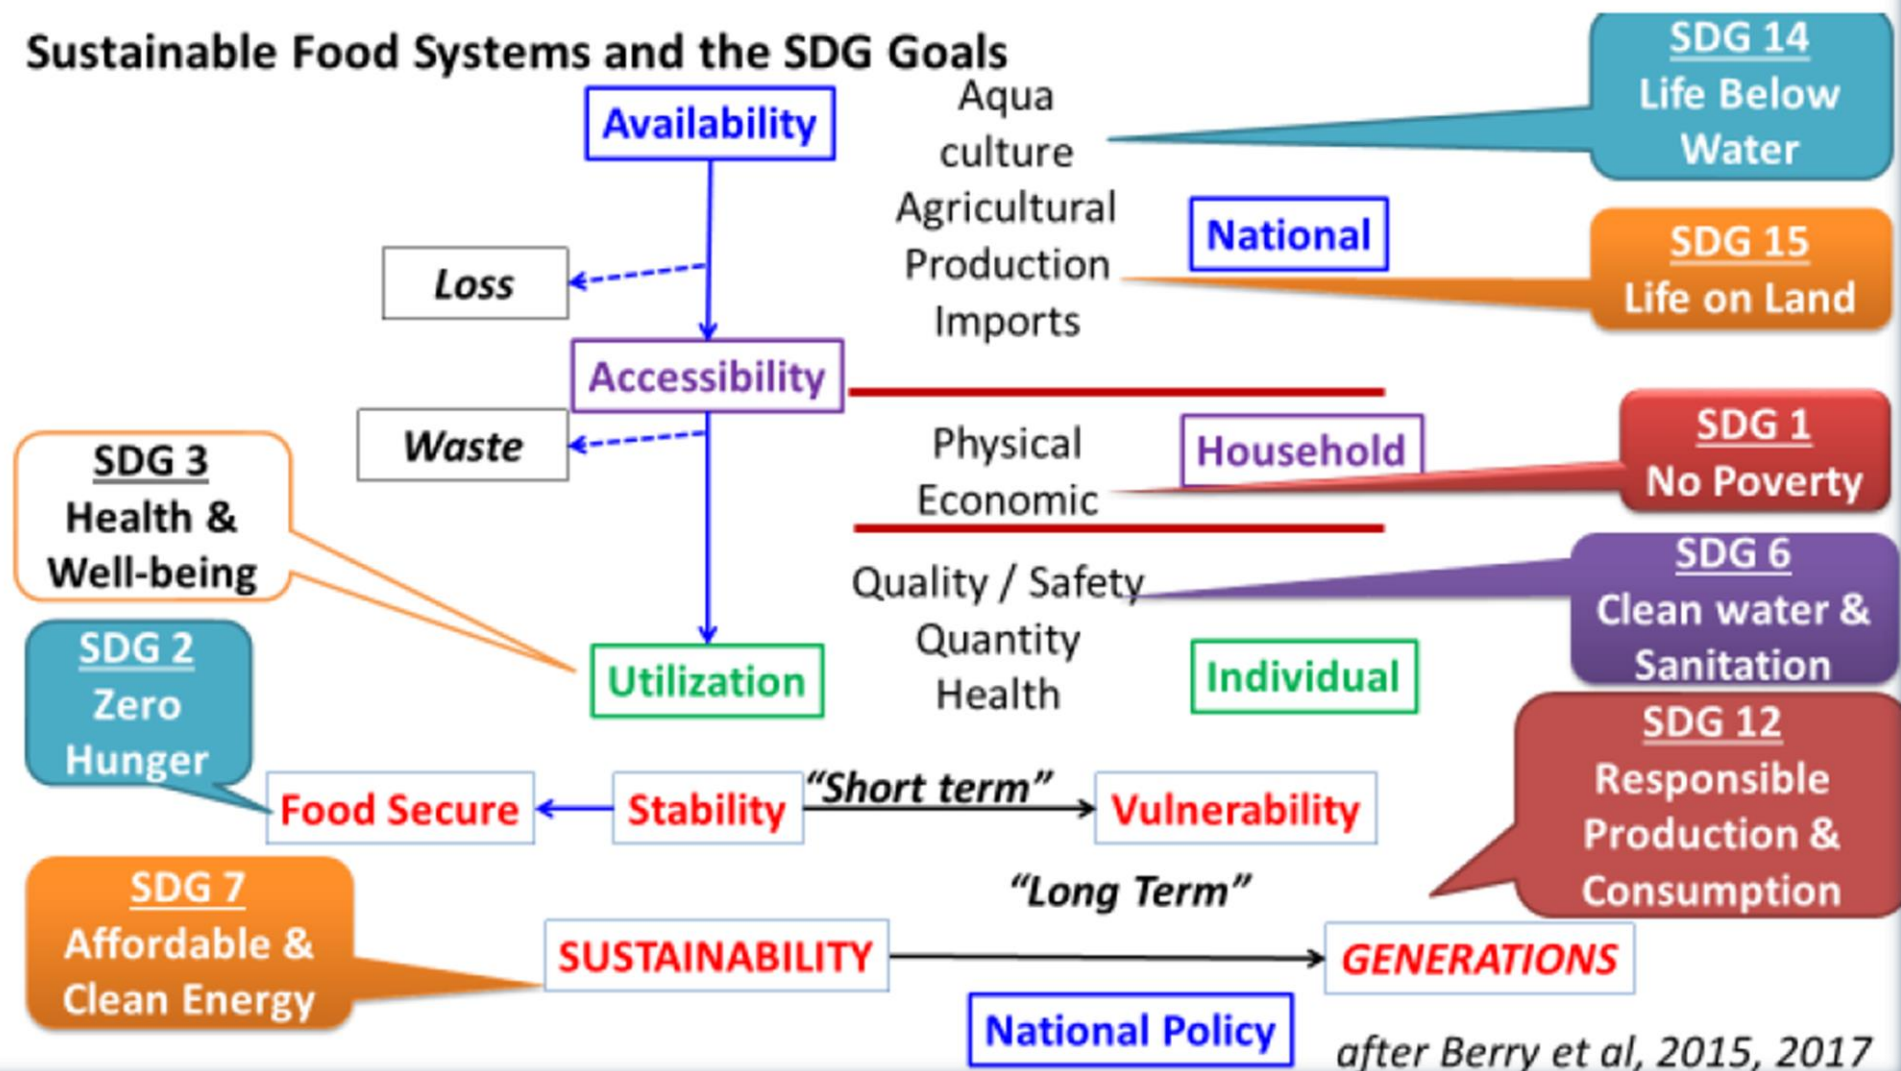 Sustainable Food Systems and the SDG Goals
Availability
Aqua
culture
Agricultural
Production
Imports
National
SDG 14
Life Below
Water
SDG 15
Life on Land
Loss
Accessibility
Waste
Physical
Economic
Household
SDG 1
No Poverty
SDG 3
Health &
Well-being
Quality / Safety
Quantity
Health
SDG 6
Clean water &
Sanitation
Utilization
Individual
SDG 2
Zero
Hunger
Food Secure
Stability
“Short term”
Vulnerability
SDG 12
Responsible
Production &
Consumption
SDG 7
Affordable &
Clean Energy
“Long Term”
SUSTAINABILITY
GENERATIONS
National Policy
after Berry et al, 2015, 2017